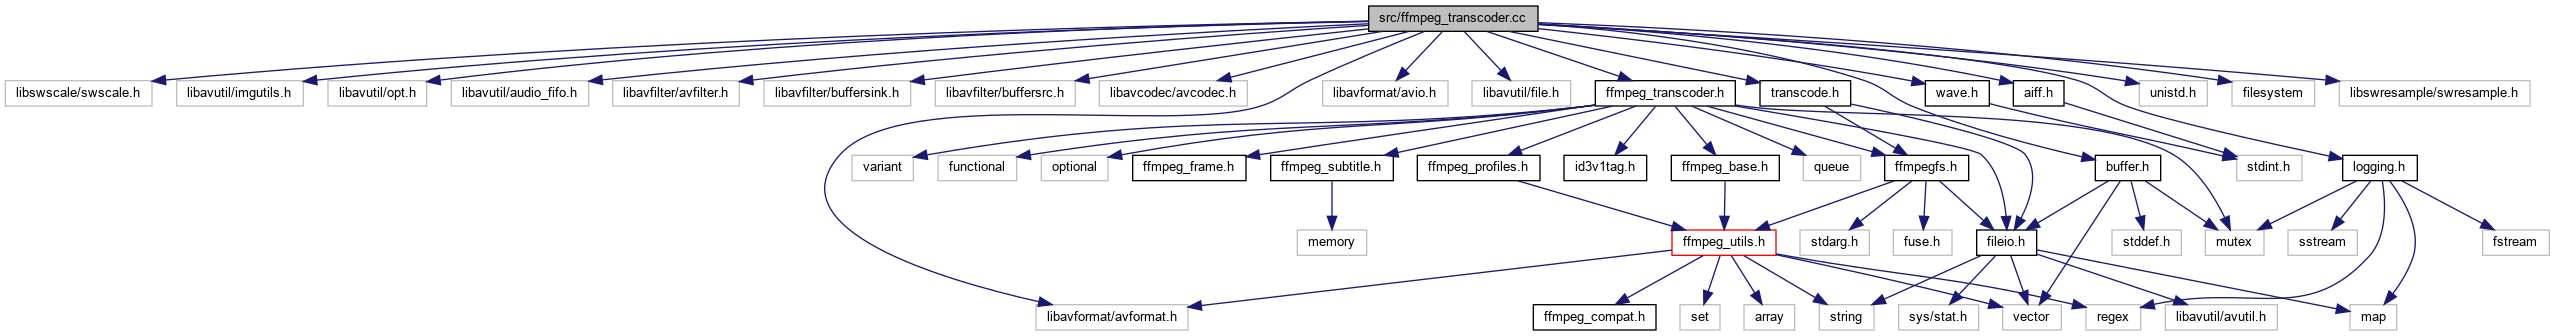 src/ffmpeg_transcoder.cc
libswscale/swscale.h
libavutil/imgutils.h
libavutil/opt.h
libavutil/audio_fifo.h
libavfilter/avfilter.h
libavfilter/buffersink.h
libavfilter/buffersrc.h
libavcodec/avcodec.h
libavformat/avio.h
libavutil/file.h
ffmpeg_transcoder.h
transcode.h
wave.h
aiff.h
unistd.h
filesystem
libswresample/swresample.h
variant
functional
optional
ffmpeg_frame.h
ffmpeg_subtitle.h
ffmpeg_profiles.h
id3v1tag.h
ffmpeg_base.h
queue
ffmpegfs.h
buffer.h
stdint.h
logging.h
memory
ffmpeg_utils.h
stdarg.h
fuse.h
fileio.h
stddef.h
mutex
sstream
fstream
libavformat/avformat.h
ffmpeg_compat.h
set
array
string
sys/stat.h
vector
regex
libavutil/avutil.h
map